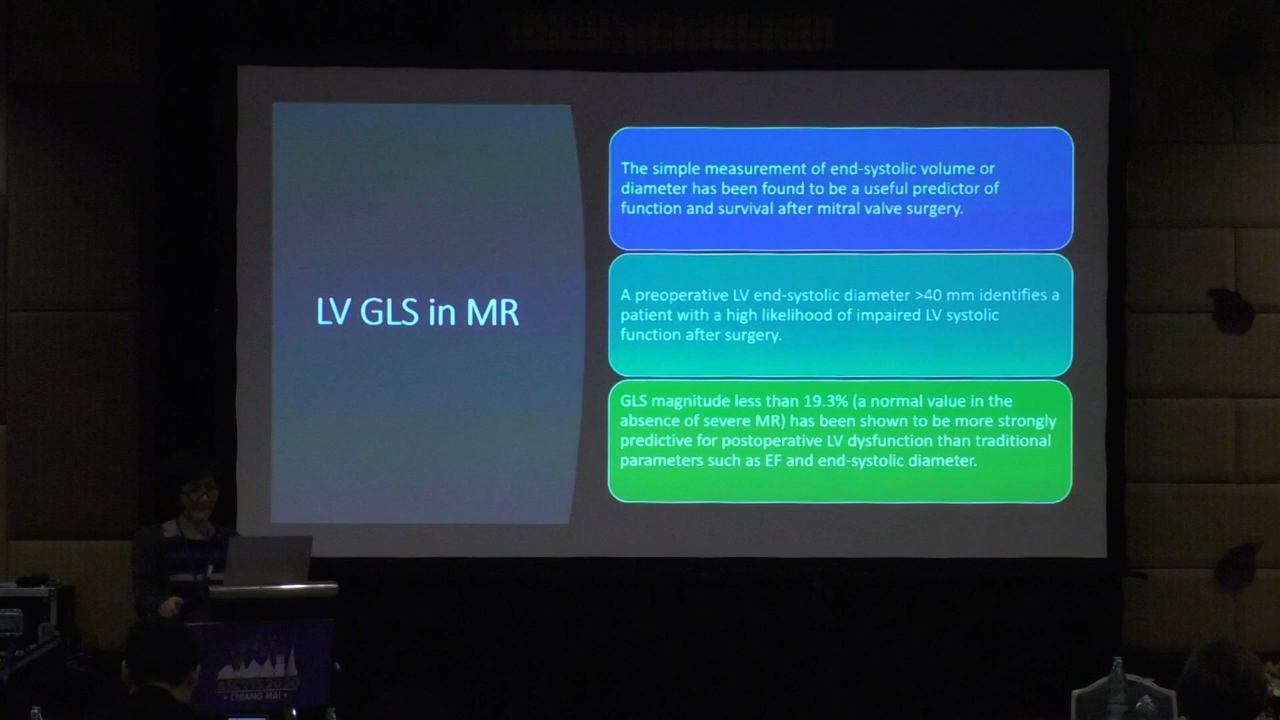 LV GLS in MR
The simple measurement of end-systolic volume or
diameter has been found to be a useful predictor of
function and survival after mitral valve surgery.
A preoperative LV end-systolic diameter >40 mm identifies a
patient with a high likelihood of impaired LV systolic
function after surgery.
GLS magnitude less than 19.3% (a normal value in the
absence of severe MR) has been shown to be more strongly
predictive for postoperative LV dysfunction than traditional
parameters such as EF and end-systolic diameter.
ASCVTS 2020
• CHIANG MAI •